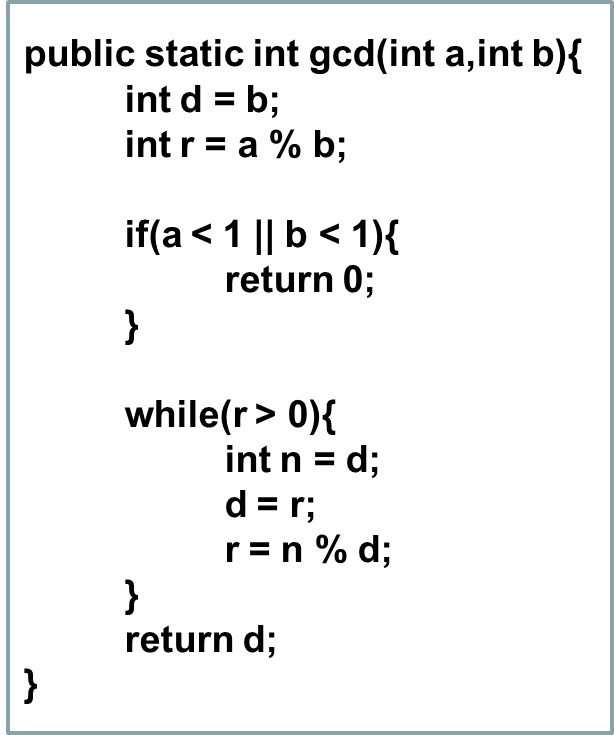 public static int gcd(int a,int b){
int d = b;
int r = a % b;
if(a < 1 || b < 1){
return 0;
}
while(r > 0){
int n = d;
d = r;
r = n % d;
}
return d;
}